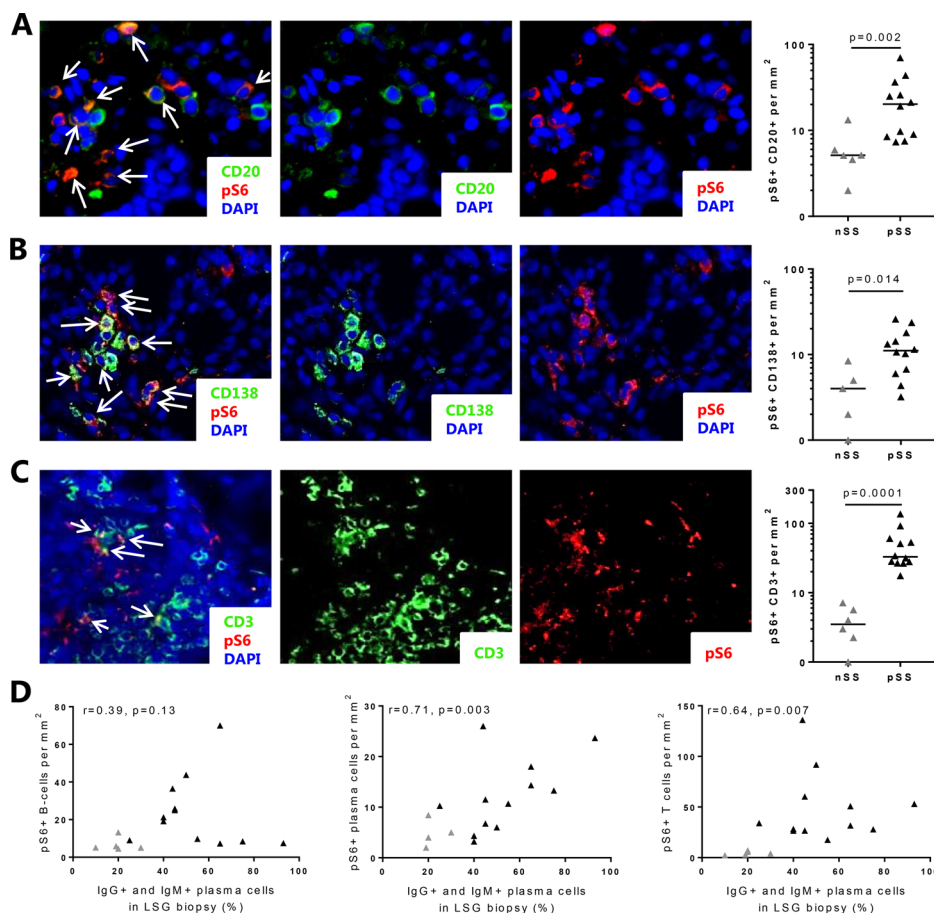 A
CD20
pS6
DAPI
CD20
DAPI
pS6
DAPI
p=0.002
pS6+ CD20+ per mm²
100
10
0
nSS
pSS
B
CD138
pS6
DAPI
CD138
DAPI
pS6
DAPI
p=0.014
pS6+ CD138+ per mm²
100
10
0
nSS
pSS
C
CD3
pS6
DAPI
CD3
pS6
p=0.0001
pS6+ CD3+ per mm²
300
100
10
0
nSS
pSS
D
r=0.39, p=0.13
pS6+ B-cells per mm²
80
60
40
20
0
0 20 40 60 80 100
IgG+ and IgM+ plasma cells
in LSG biopsy (%)
r=0.71, p=0.003
pS6+ plasma cells per mm²
30
20
10
0
0 20 40 60 80 100
IgG+ and IgM+ plasma cells
in LSG biopsy (%)
r=0.64, p=0.007
pS6+ T cells per mm²
150
100
50
0
0 20 40 60 80 100
IgG+ and IgM+ plasma cells
in LSG biopsy (%)